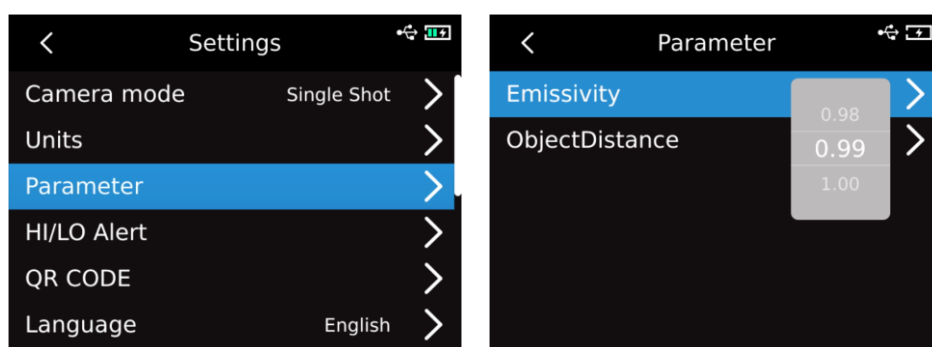 Settings
Camera mode Single Shot
Units
Parameter
HI/LO Alert
QR CODE
Language English
Parameter
Emissivity
0.98
ObjectDistance 0.99
1.00